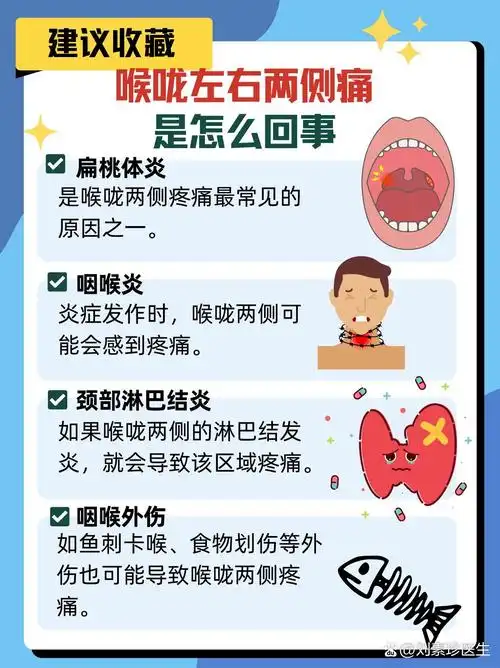 建议收藏
喉咙左右两侧痛
是怎么回事
扁桃体炎
是喉咙两侧疼痛最常见的
原因之一。
咽喉炎
炎症发作时，喉咙两侧可
能会感到疼痛。
颈部淋巴结炎
如果喉咙两侧的淋巴结发
炎，就会导致该区域疼痛。
咽喉外伤
如鱼刺卡喉、食物划伤等外
伤也可能导致喉咙两侧疼
痛。
@刘素珍医生